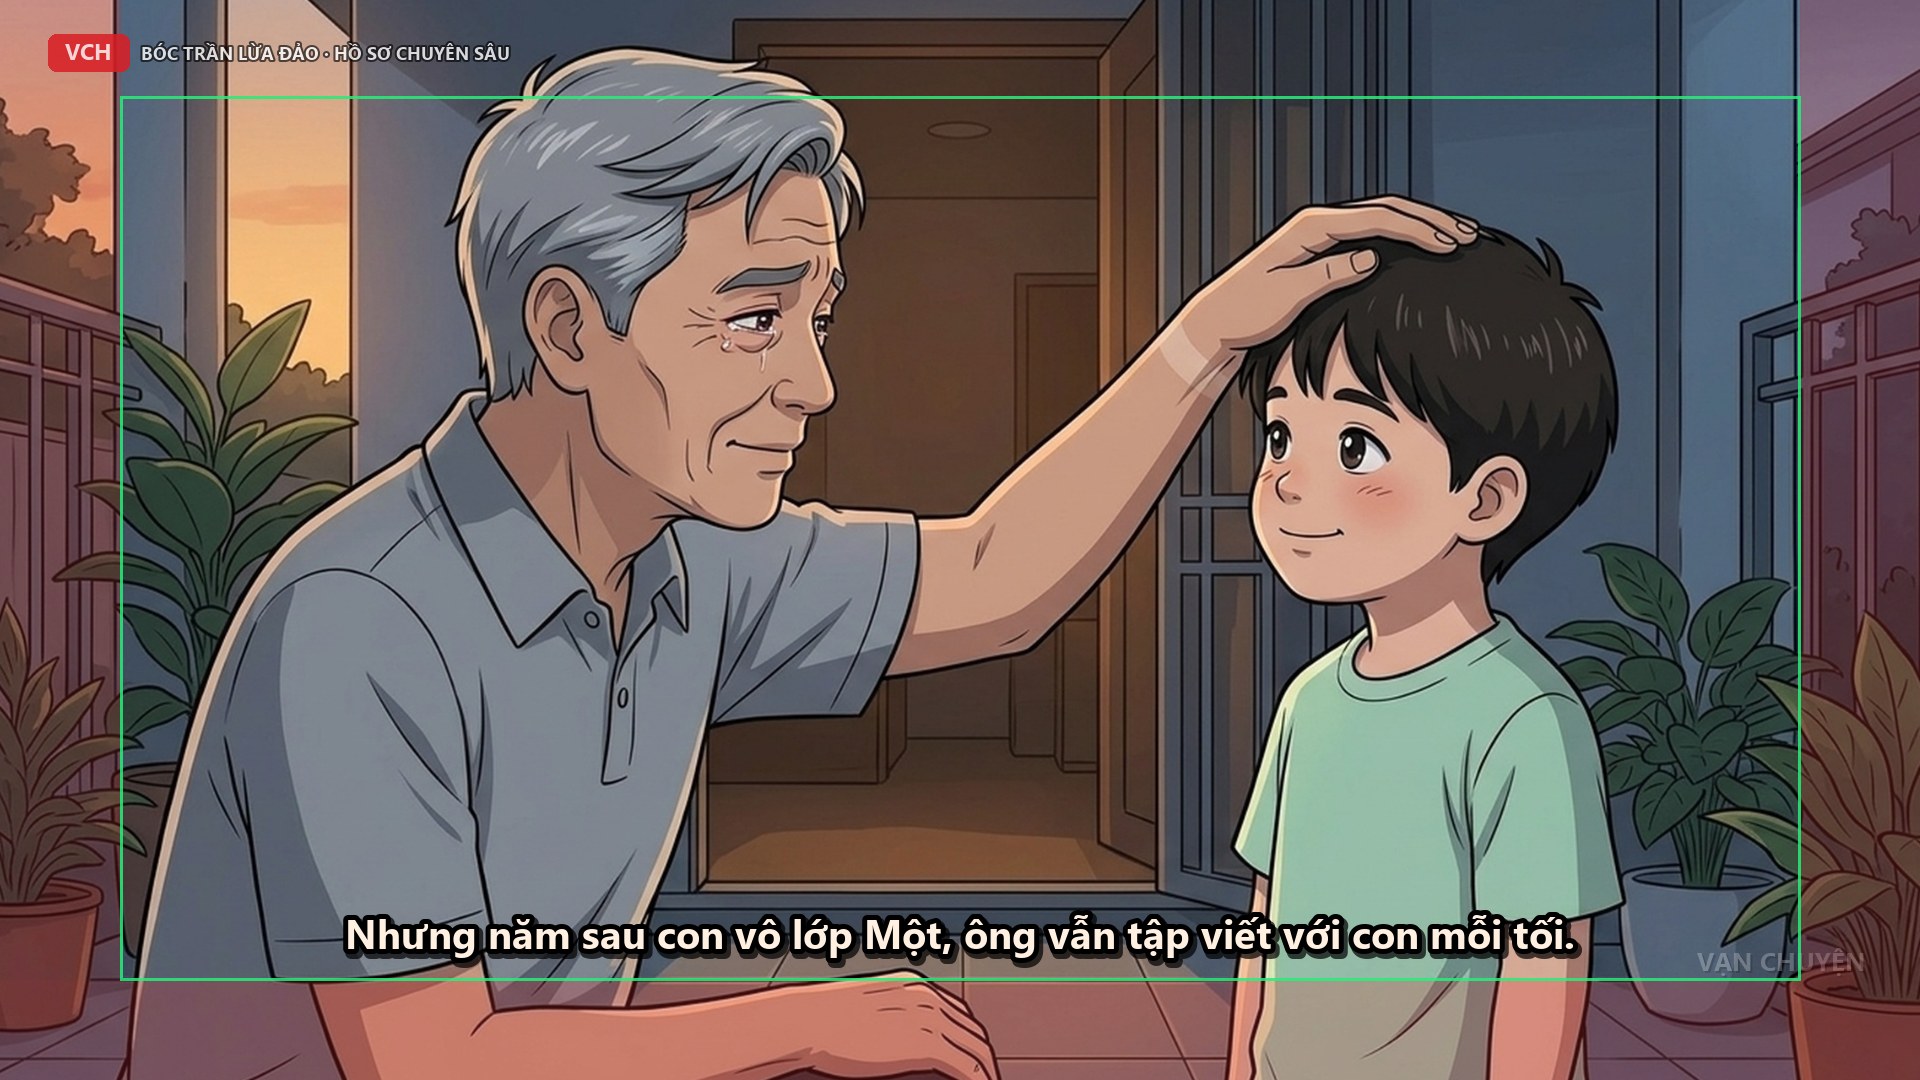 VCH BÓC TRẦN LỪA ĐẢO · HỒ SƠ CHUYÊN SÂU
Nhưng năm sau con vô lớp Một, ông vẫn tập viết với con mỗi tối.
VẠN CHUYỆN